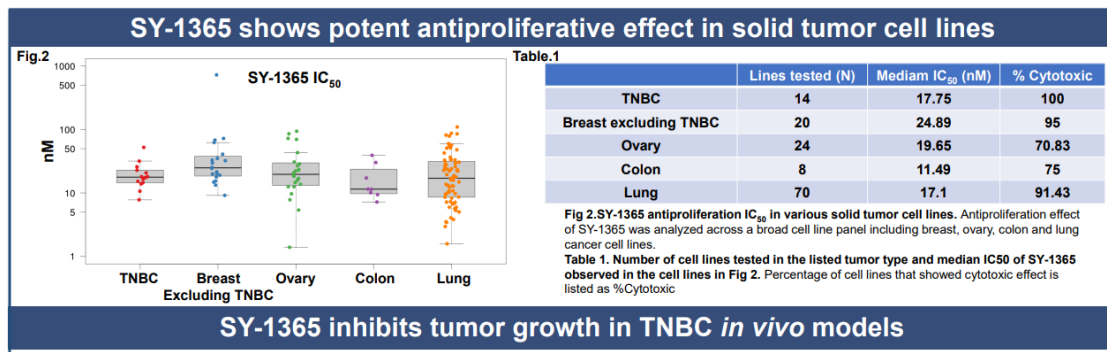 SY-1365 shows potent antiproliferative effect in solid tumor cell lines
Fig.2
SY-1365 IC50
nM
1000
500
100
50
10
5
1
TNBC
Breast
Excluding TNBC
Ovary
Colon
Lung
Table.1
Lines tested (N) Mediam IC50 (nM) % Cytotoxic
TNBC 14 17.75 100
Breast excluding TNBC 20 24.89 95
Ovary 24 19.65 70.83
Colon 8 11.49 75
Lung 70 17.1 91.43
Fig 2.SY-1365 antiproliferation IC50 in various solid tumor cell lines. Antiproliferation effect
of SY-1365 was analyzed across a broad cell line panel including breast, ovary, colon and lung
cancer cell lines.
Table 1. Number of cell lines tested in the listed tumor type and median IC50 of SY-1365
observed in the cell lines in Fig 2. Percentage of cell lines that showed cytotoxic effect is
listed as %Cytotoxic
SY-1365 inhibits tumor growth in TNBC in vivo models